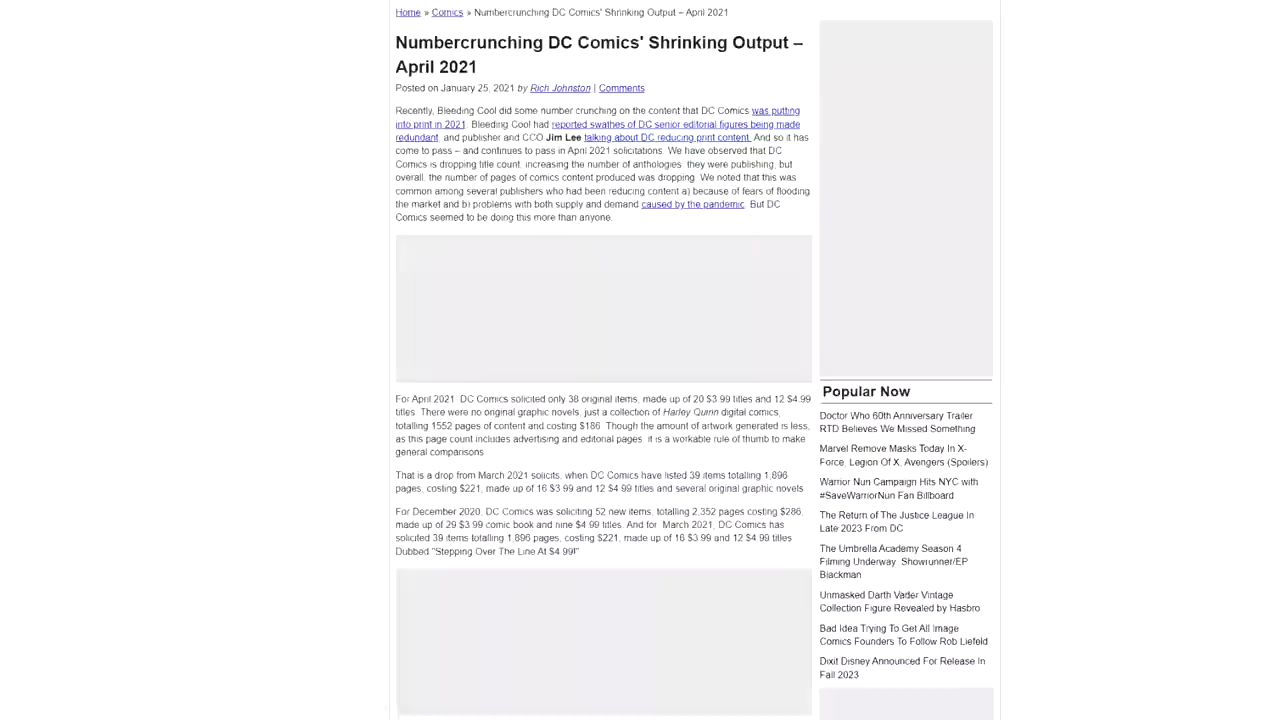 Home » Comics » Numbercrunching DC Comics' Shrinking Output – April 2021
Numbercrunching DC Comics' Shrinking Output –
April 2021
Posted on January 25, 2021 by Rich Johnston | Comments
Recently, Bleeding Cool did some number crunching on the content that DC Comics was putting
into print in 2021. Bleeding Cool had reported swathes of DC senior editorial figures being made
redundant, and publisher and CCO Jim Lee talking about DC reducing print content. And so it has
come to pass – and continues to pass in April 2021 solicitations. We have observed that DC
Comics is dropping title count, increasing the number of anthologies they were publishing, but
overall, the number of pages of comics content produced was dropping. We noted that this was
common among several publishers who had been reducing content a) because of fears of flooding
the market and b) problems with both supply and demand caused by the pandemic. But DC
Comics seemed to be doing this more than anyone.
For April 2021, DC Comics solicited only 38 original items, made up of 20 $3.99 titles and 12 $4.99
titles. There were no original graphic novels, just a collection of Harley Quinn digital comics,
totalling 1552 pages of content and costing $186. Though the amount of artwork generated is less,
as this page count includes advertising and editorial pages, it is a workable rule of thumb to make
general comparisons
That is a drop from March 2021 solicits, when DC Comics have listed 39 items totalling 1,896
pages, costing $221, made up of 16 $3.99 and 12 $4.99 titles and several original graphic novels
For December 2020, DC Comics was soliciting 52 new items, totalling 2,352 pages costing $286,
made up of 29 $3.99 comic book and nine $4.99 titles. And for March 2021, DC Comics has
solicited 39 items totalling 1,896 pages, costing $221, made up of 16 $3.99 and 12 $4.99 titles
Dubbed "Stepping Over The Line At $4.99!"
Popular Now
Doctor Who 60th Anniversary Trailer
RTD Believes We Missed Something
Marvel Remove Masks Today In X-
Force, Legion Of X, Avengers (Spoilers)
Warrior Nun Campaign Hits NYC with
#SaveWarriorNun Fan Billboard
The Return of The Justice League In
Late 2023 From DC
The Umbrella Academy Season 4
Filming Underway Showrunner/EP
Blackman
Unmasked Darth Vader Vintage
Collection Figure Revealed by Hasbro
Bad Idea Trying To Get All Image
Comics Founders To Follow Rob Liefeld
Dixit Disney Announced For Release In
Fall 2023